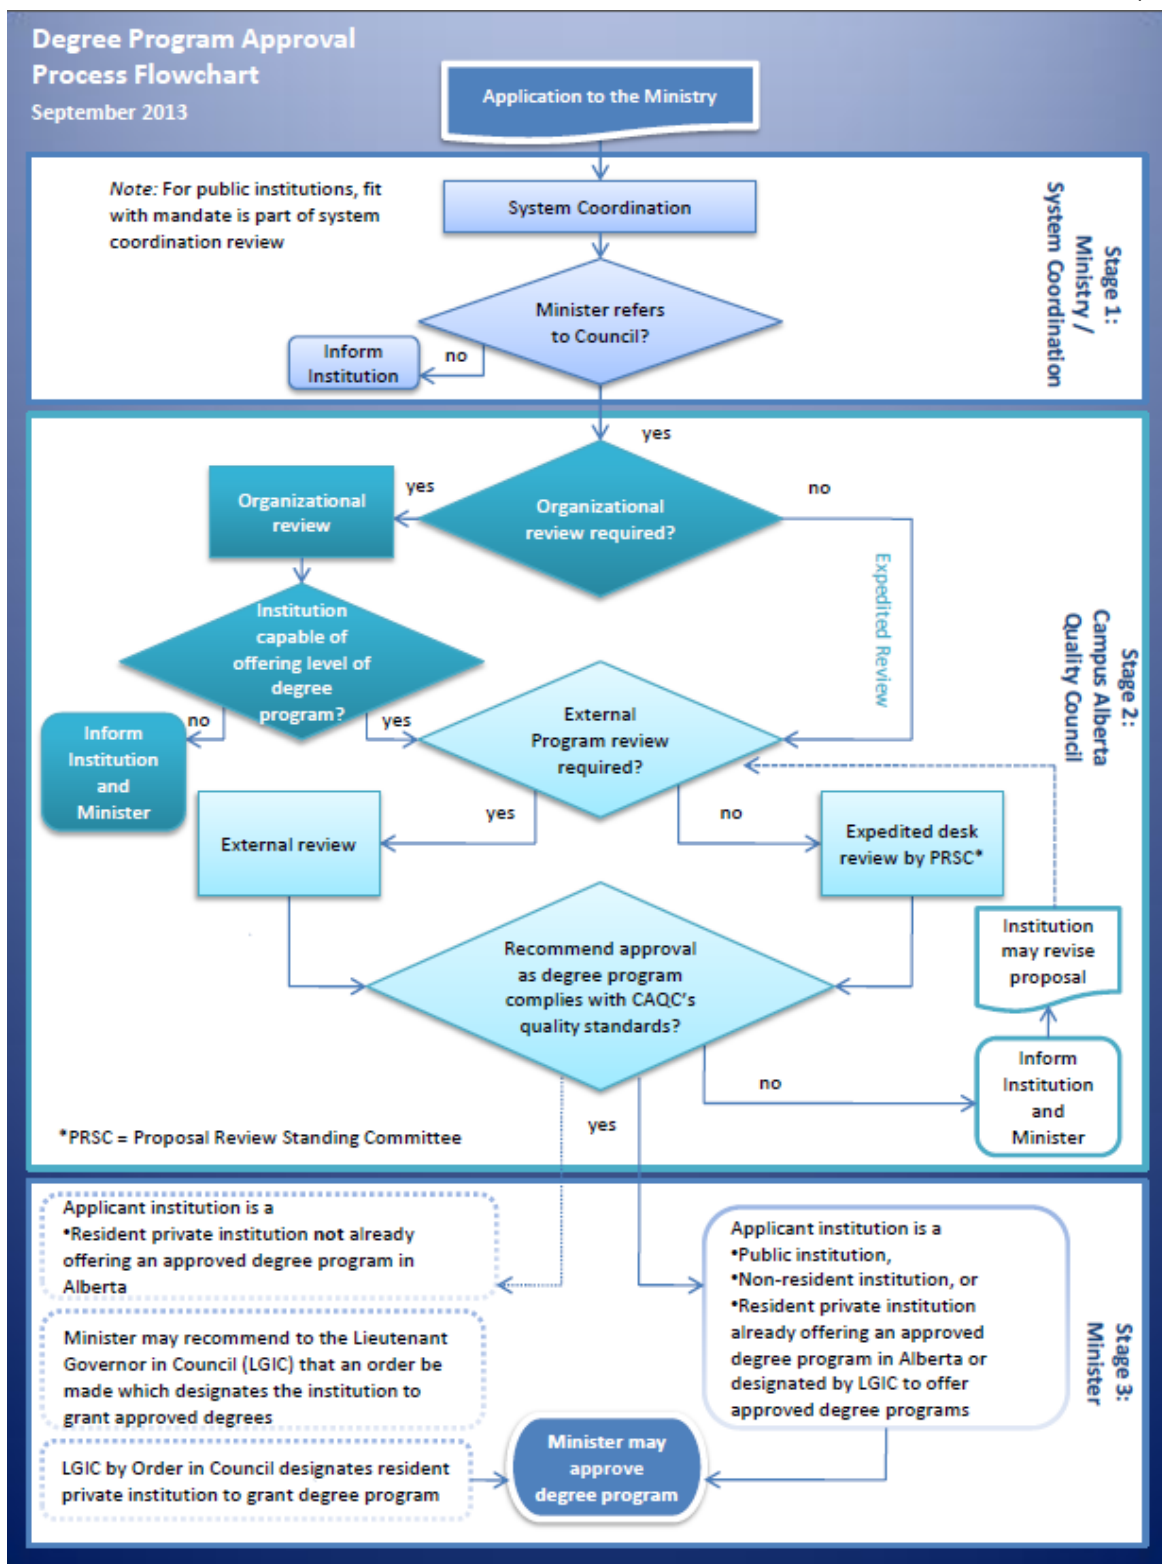 Degree Program Approval
Process Flowchart
September 2013
Application to the Ministry
Note: For public institutions, fit
with mandate is part of system
coordination review
System Coordination
Stage 1:
Ministry /
System Coordination
Minister refers
to Council?
no
Inform
Institution
yes
Organizational
review required?
yes
no
Organizational
review
Expedited Review
Institution
capable of
offering level of
degree
program?
Stage 2:
Campus Alberta
Quality Council
no
yes
Inform
Institution
and
Minister
External
Program review
required?
yes
no
External review
Expedited desk
review by PRSC*
Institution
may revise
proposal
Recommend approval
as degree program
complies with CAQC's
quality standards?
no
Inform
Institution
and
Minister
yes
*PRSC = Proposal Review Standing Committee
Applicant institution is a
•Resident private institution not already
offering an approved degree program in
Alberta
Applicant institution is a
•Public institution,
•Non-resident institution, or
•Resident private institution
already offering an approved
degree program in Alberta or
designated by LGIC to offer
approved degree programs
Stage 3:
Minister
Minister may recommend to the Lieutenant
Governor in Council (LGIC) that an order be
made which designates the institution to
grant approved degrees
LGIC by Order in Council designates resident
private institution to grant degree program
Minister may
approve
degree program